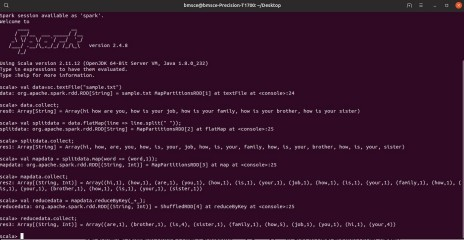 bmsce@bmsce-Precision-T1700: ~/Desktop
Spark session available as 'spark'.
Welcome to
version 2.4.8
Using Scala version 2.11.12 (OpenJDK 64-Bit Server VM, Java 1.8.0_232)
Type in expressions to have them evaluated.
Type :help for more information.
scala> val data=sc.textFile("sample.txt")
data: org.apache.spark.rdd.RDD[String] = sample.txt MapPartitionsRDD[1] at textFile at <console>:24
scala> data.collect;
res0: Array[String] = Array(hi how are you, how is your job, how is your family, how is your brother, how is your sister)
scala> val splitdata = data.flatMap(line => line.split(" "));
splitdata: org.apache.spark.rdd.RDD[String] = MapPartitionsRDD[2] at flatMap at <console>:25
scala> splitdata.collect;
res1: Array[String] = Array(hi, how, are, you, how, is, your, job, how, is, your, family, how, is, your, brother, how, is, your, sister)
scala> val mapdata = splitdata.map(word => (word,1));
mapdata: org.apache.spark.rdd.RDD[(String, Int)] = MapPartitionsRDD[3] at map at <console>:25
scala> mapdata.collect;
res2: Array[(String, Int)] = Array((hi,1), (how,1), (are,1), (you,1), (how,1), (is,1), (your,1), (job,1), (how,1), (is,1), (your,1), (family,1), (how,1), (
is,1), (your,1), (brother,1), (how,1), (is,1), (your,1), (sister,1))
scala> val reducedata = mapdata.reduceByKey(_+_);
reducedata: org.apache.spark.rdd.RDD[(String, Int)] = ShuffledRDD[4] at reduceByKey at <console>:25
scala> reducedata.collect;
res3: Array[(String, Int)] = Array((are,1), (brother,1), (is,4), (sister,1), (family,1), (how,5), (job,1), (you,1), (hi,1), (your,4))
scala>